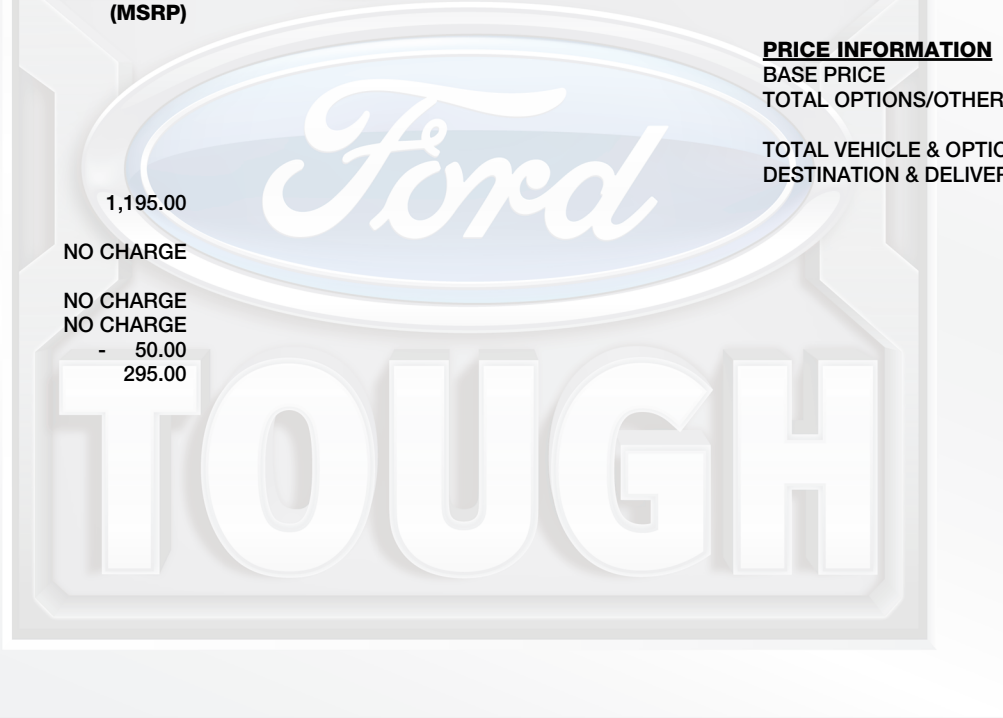 (MSRP)
1,195.00
NO CHARGE
NO CHARGE
NO CHARGE
- 50.00
295.00
PRICE INFORMATION
BASE PRICE
TOTAL OPTIONS/OTHER
TOTAL VEHICLE & OPTIO
DESTINATION & DELIVER
Ford
TOUGH